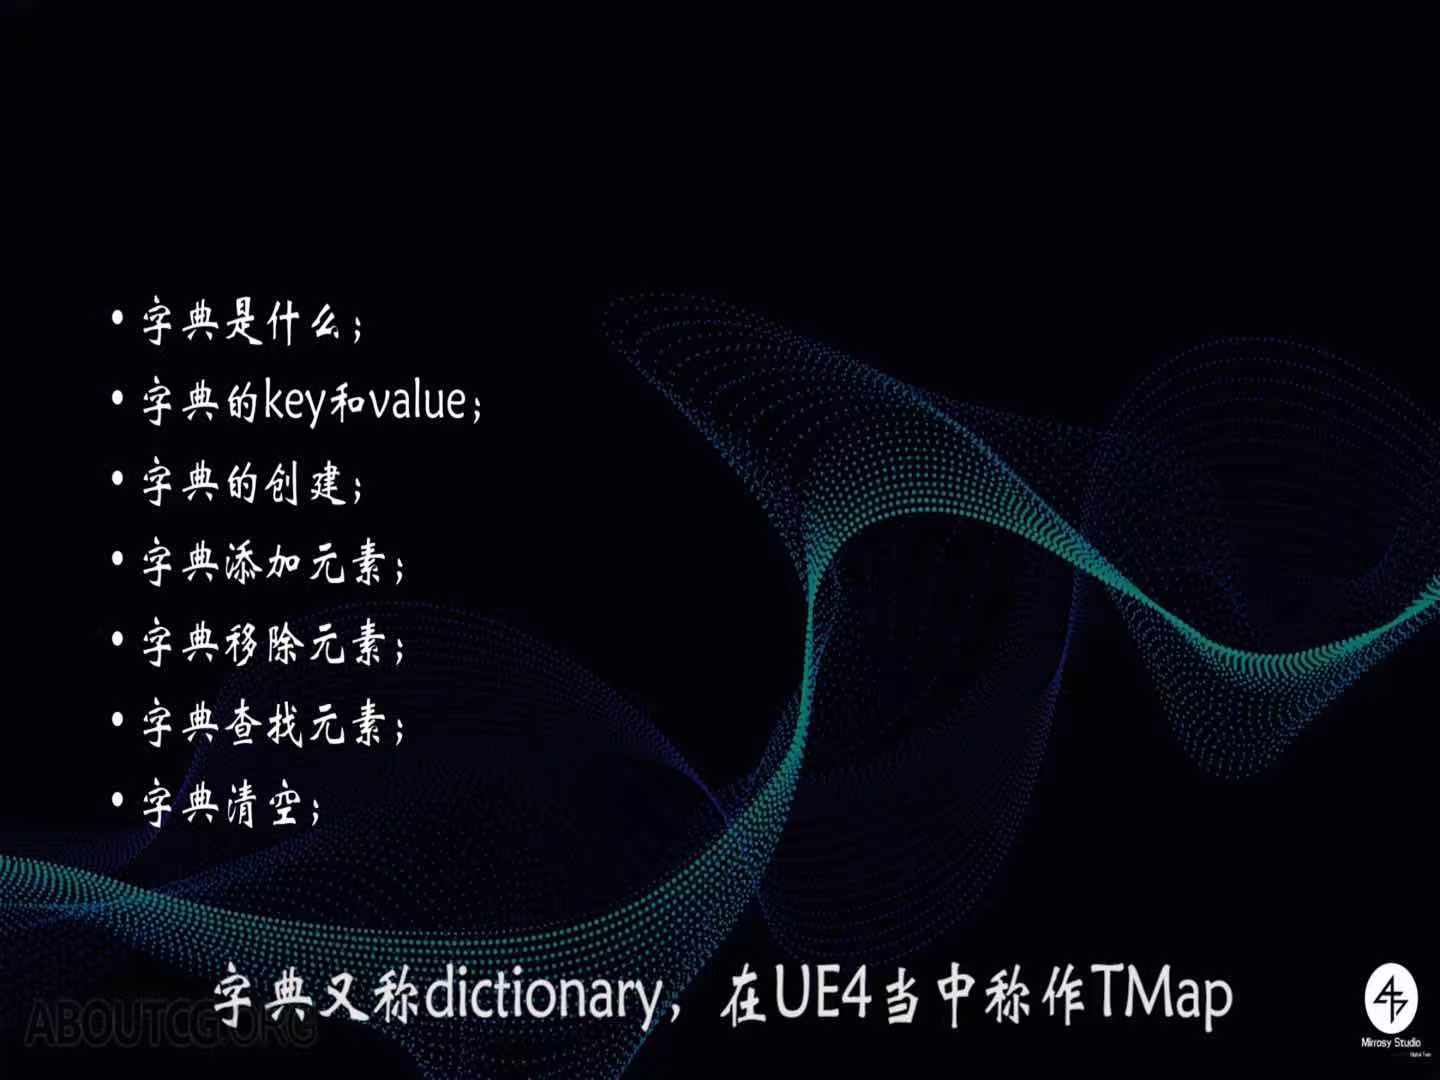 • 字典是什么；
• 字典的key和value；
• 字典的创建；
• 字典添加元素；
• 字典移除元素；
• 字典查找元素；
• 字典清空；
字典又称dictionary，在UE4当中称作TMap
ABOUTCG.ORG
Mirrosy Studio